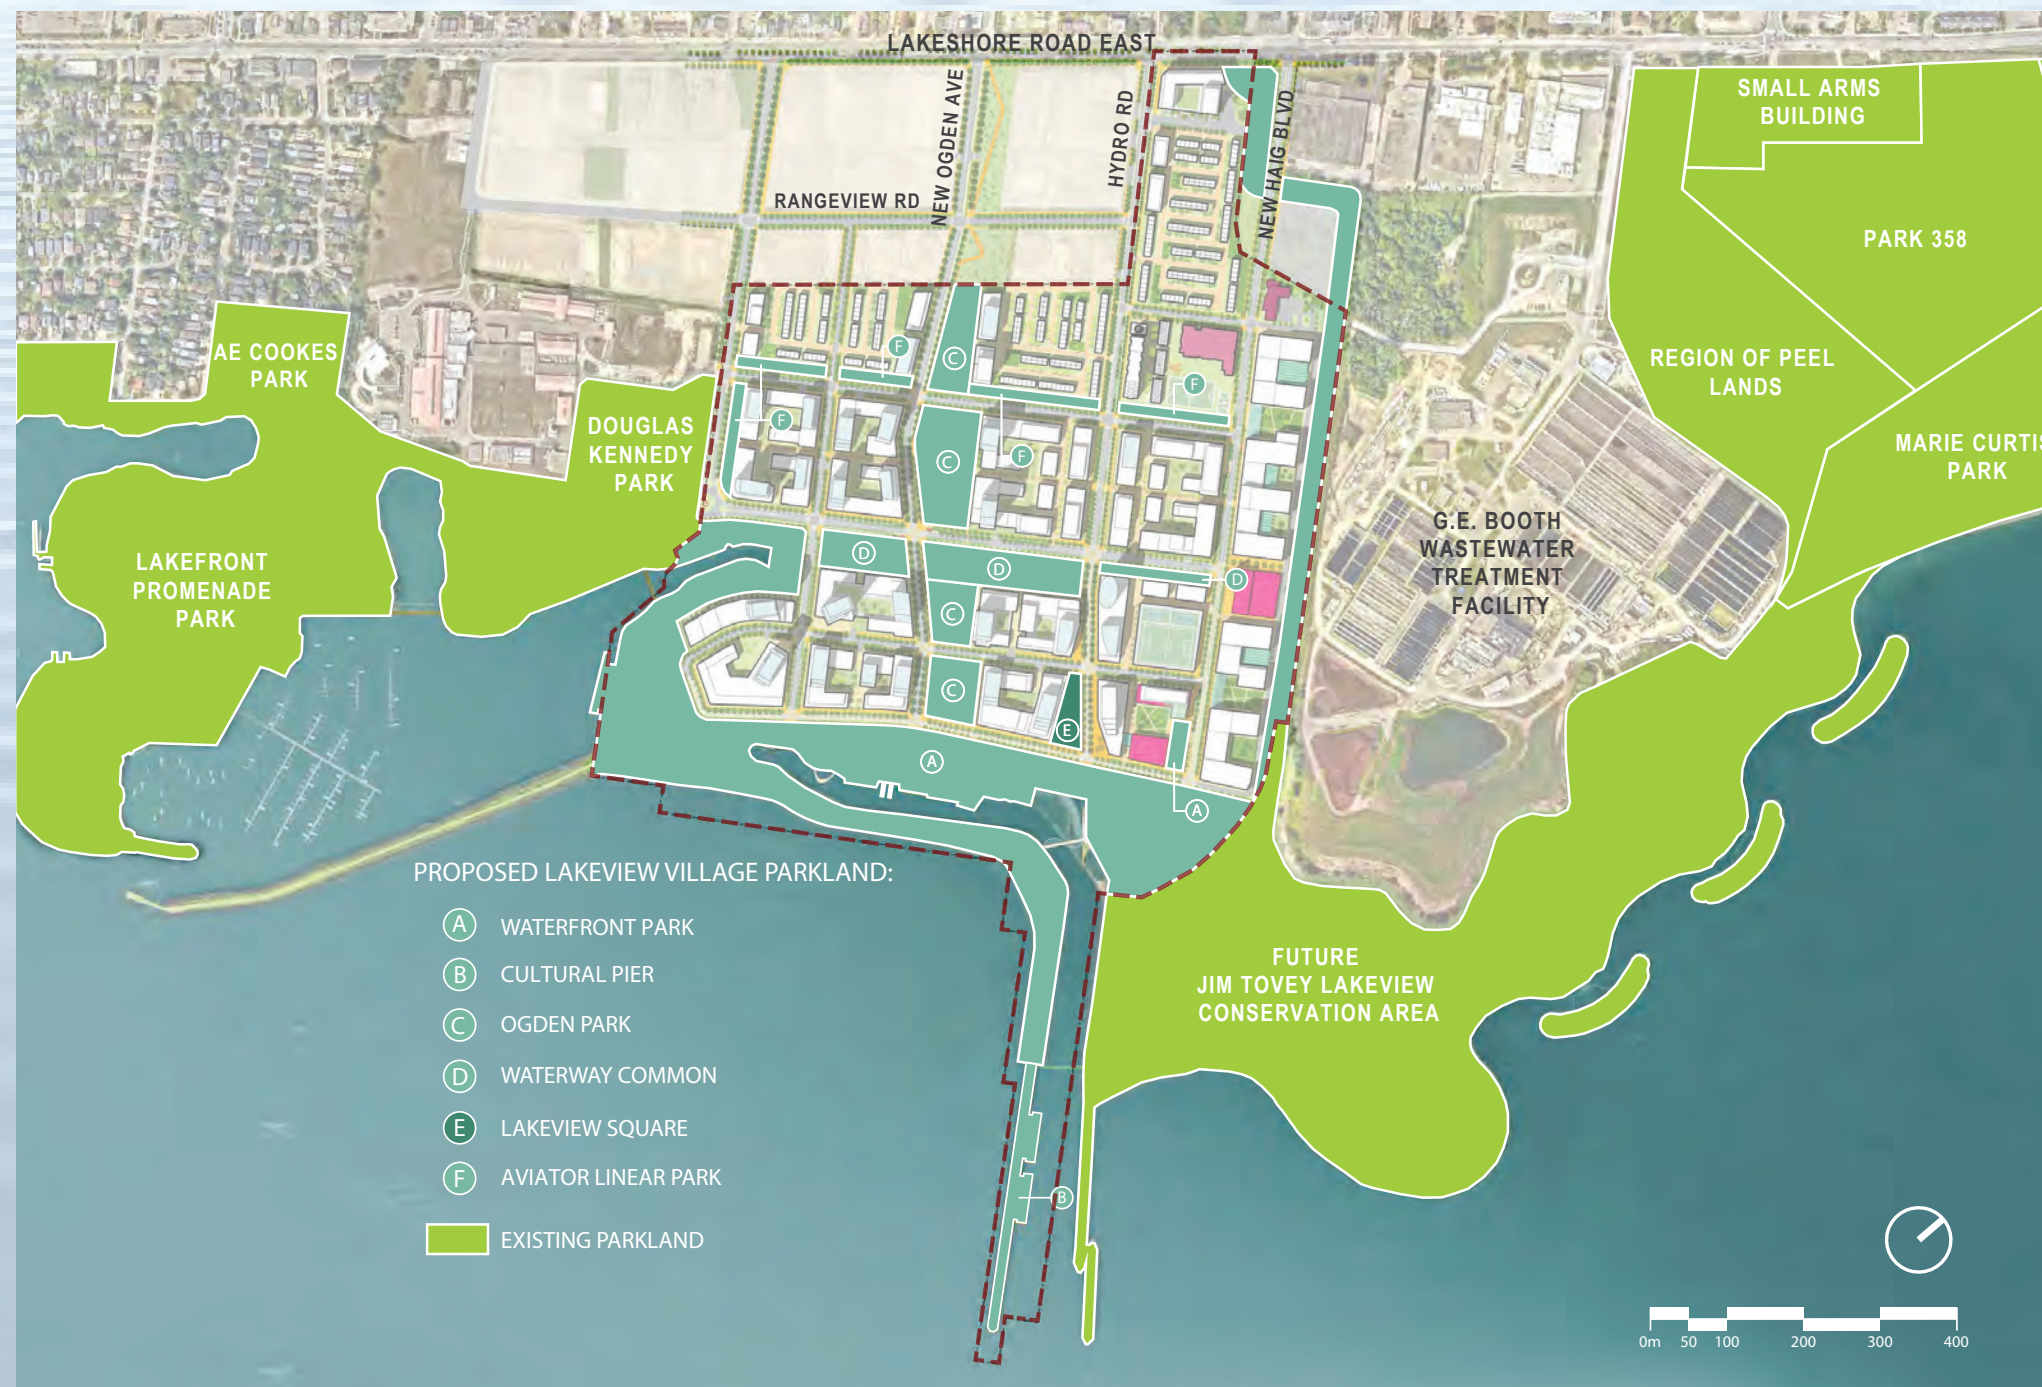 LAKESHORE ROAD EAST
NEW OGDEN AVE
HYDRO RD
NEW HAIG BLVD
RANGEVIEW RD
SMALL ARMS
BUILDING
PARK 358
REGION OF PEEL
LANDS
MARIE CURTIS
PARK
AE COOKES
PARK
DOUGLAS
KENNEDY
PARK
LAKEFRONT
PROMENADE
PARK
G.E. BOOTH
WASTEWATER
TREATMENT
FACILITY
F
C
F
F
C
F
D
D
D
C
C
E
A
A
B
FUTURE
JIM TOVEY LAKEVIEW
CONSERVATION AREA
PROPOSED LAKEVIEW VILLAGE PARKLAND:
A WATERFRONT PARK
B CULTURAL PIER
C OGDEN PARK
D WATERWAY COMMON
E LAKEVIEW SQUARE
F AVIATOR LINEAR PARK
EXISTING PARKLAND
0m 50 100 200 300 400